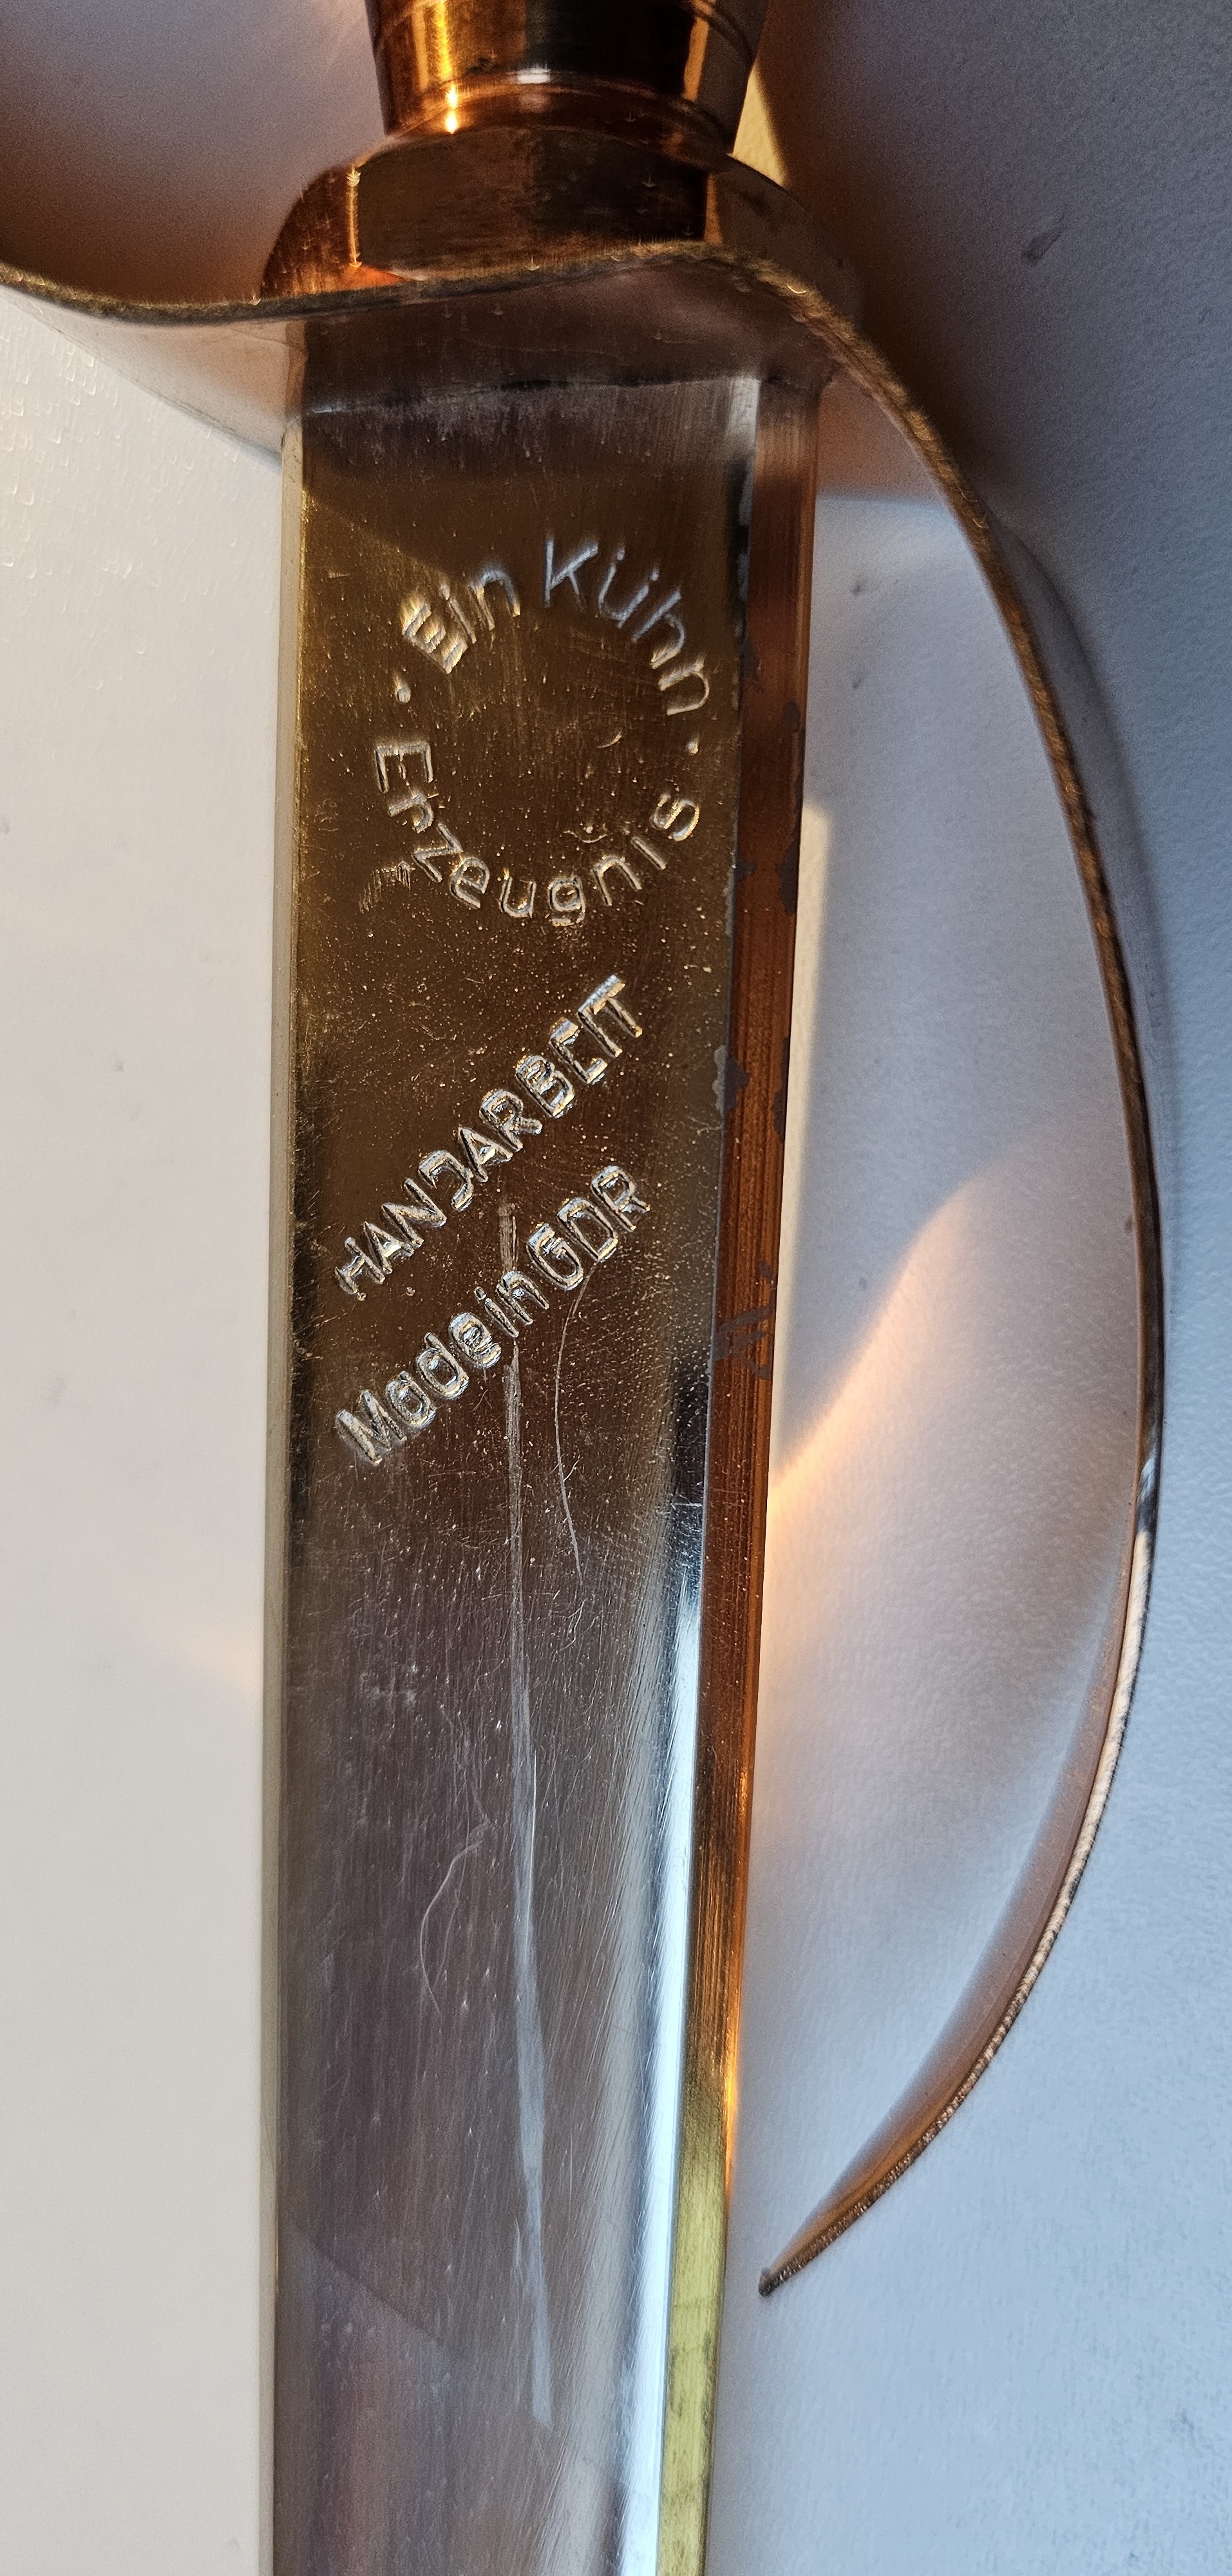 · Ein Kühn ·
Erzeugnis
HANDARBEIT
Made in GDR